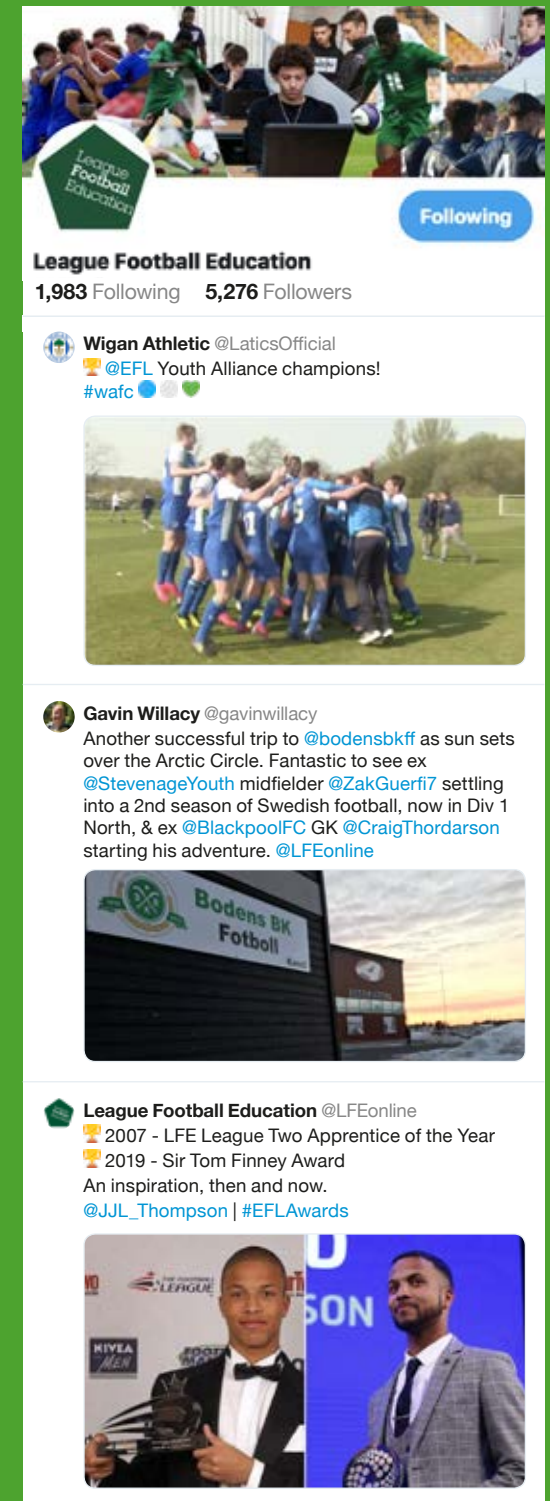 League
Football
Education
Following
League Football Education
1,983 Following 5,276 Followers
Wigan Athletic @LaticsOfficial
🏆 @EFL Youth Alliance champions!
#wafc 🔵⚪💚
Gavin Willacy @gavinwillacy
Another successful trip to @bodensbkff as sun sets
over the Arctic Circle. Fantastic to see ex
@StevenageYouth midfielder @ZakGuerfi7 settling
into a 2nd season of Swedish football, now in Div 1
North, & ex @BlackpoolFC GK @CraigThordarson
starting his adventure. @LFEonline
Bodens BK
Fotboll
League Football Education @LFEonline
🏆2007 - LFE League Two Apprentice of the Year
🏆2019 - Sir Tom Finney Award
An inspiration, then and now.
@JJL_Thompson | #EFLAwards
LEAGUE
NIVEA
MEN
SON